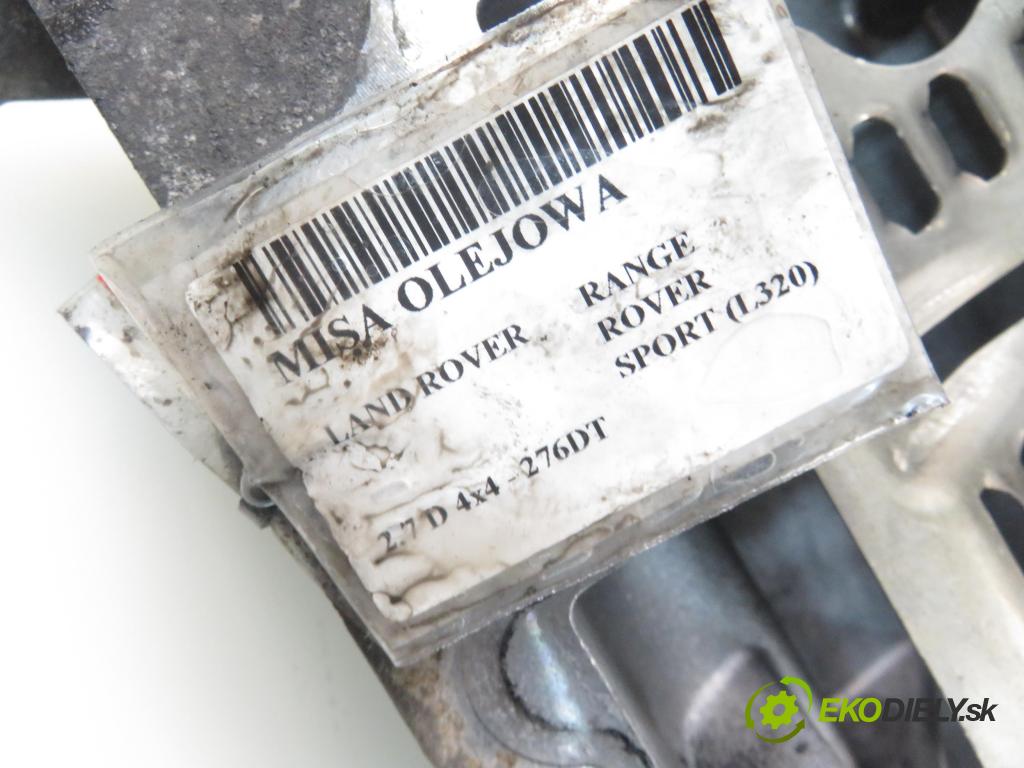 MISA OLEJOWA
LAND ROVER
RANGE
ROVER
SPORT (L320)
2.7 D 4x4 - 276DT
EKODIELY.sk